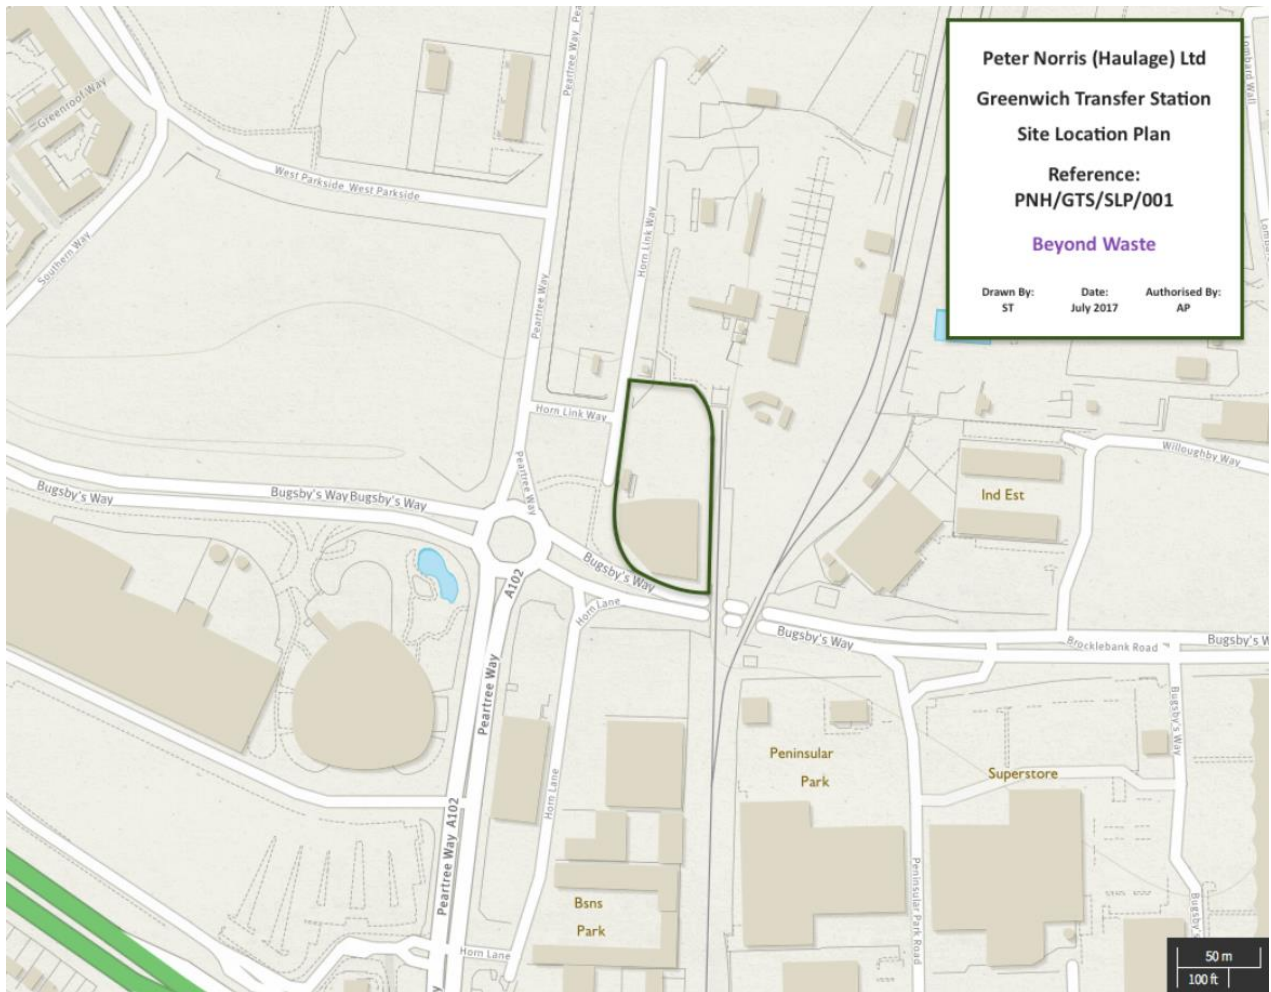 Peter Norris (Haulage) Ltd
Greenwich Transfer Station
Site Location Plan
Reference:
PNH/GTS/SLP/001
Beyond Waste
Drawn By: Date: Authorised By:
ST July 2017 AP
Peartree Way
Lombard Wall
Greenroof Way
West Parkside West Parkside
Southern Way
Horn Link Way
Peartree Way
Horn Link Way
Willoughby Way
Peartree Way
Bugsby's Way
Bugsby's Way Bugsby's Way
Ind Est
A102
Bugsby's Way
Horn Lane
Bugsby's Way
Brocklebank Road
Bugsby's W
Peartree Way
Bugsby's Way
Peninsular
Park
Superstore
Horn Lane
Peartree Way A102
Peninsular Park Road
Bsns
Park
Bugsby's
Horn Lane
50 m
100 ft